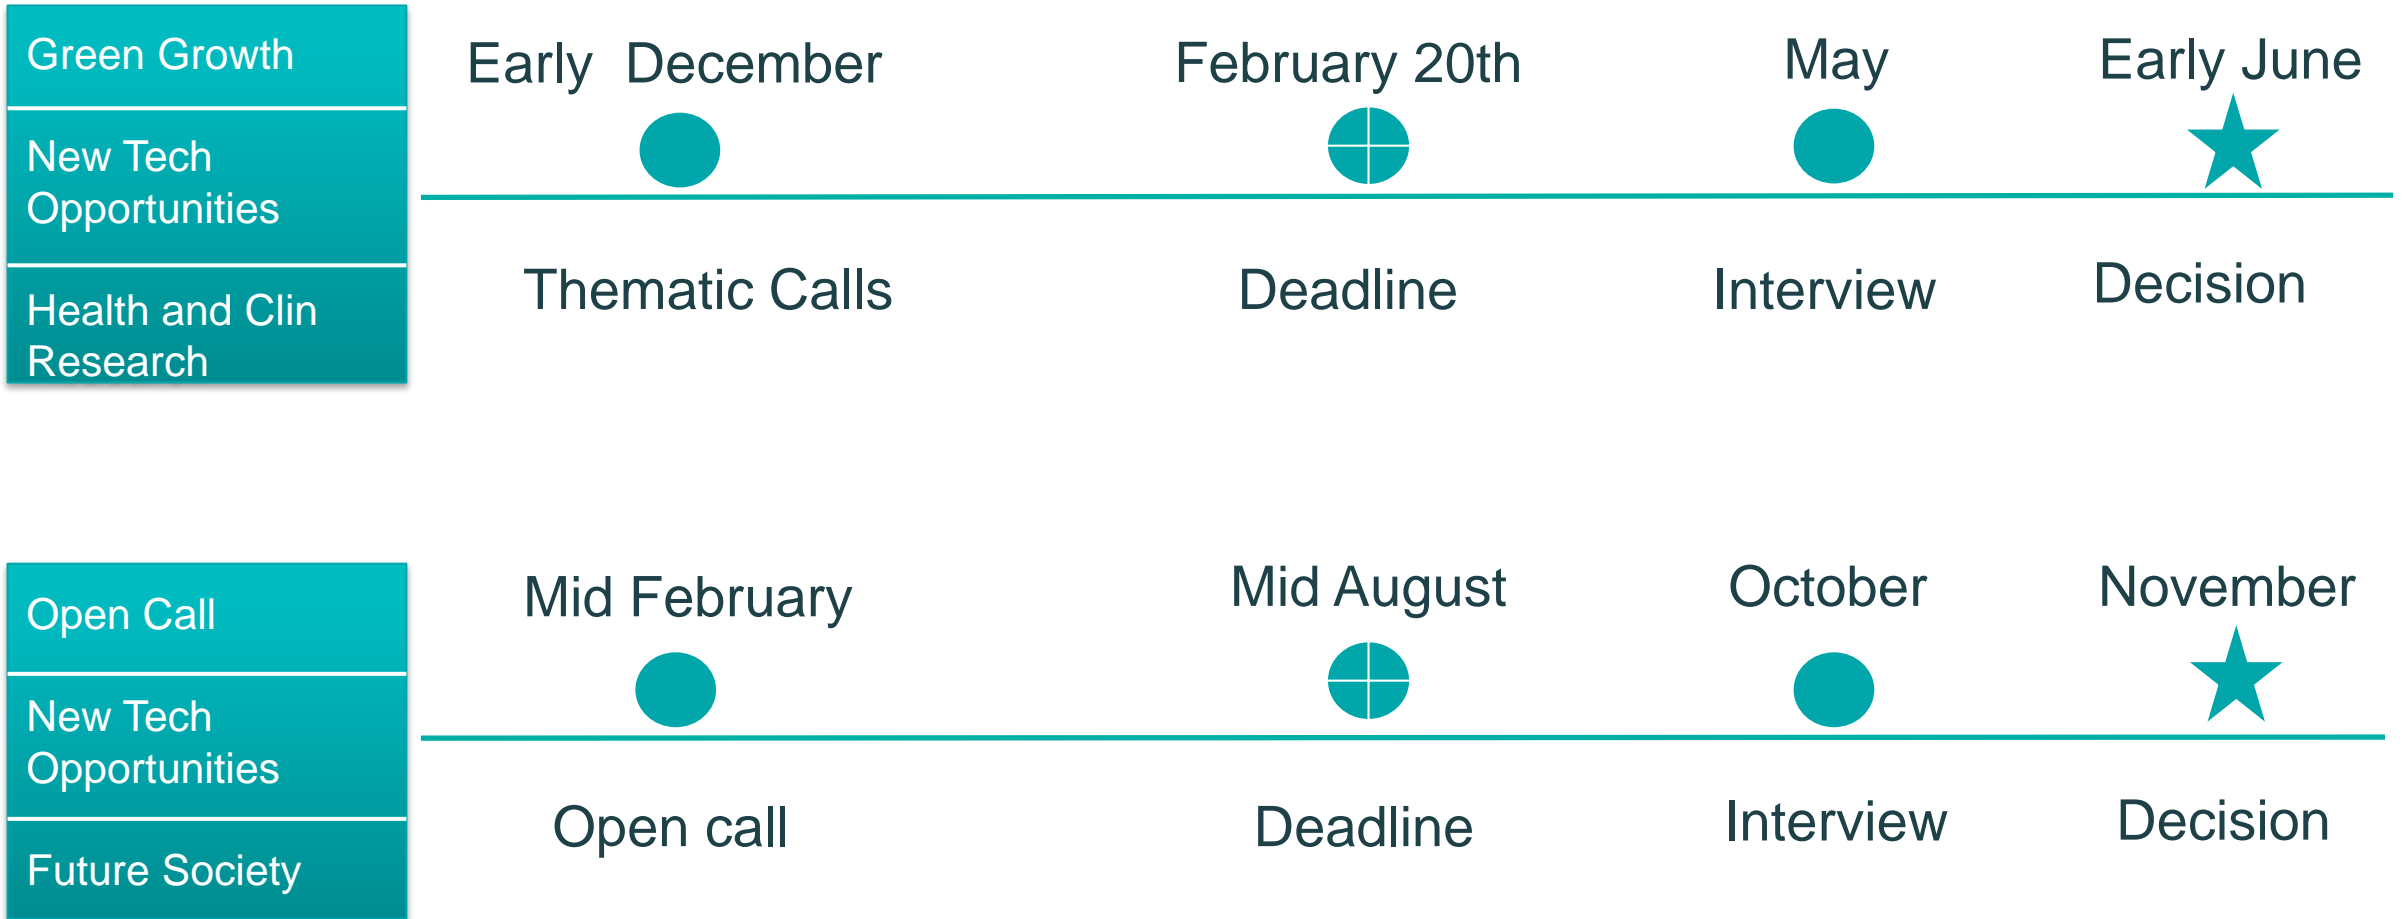 Green Growth
New Tech
Opportunities
Health and Clin
Research
Early  December
February 20th
May
Early June
Thematic Calls
Deadline
Interview
Decision
Open Call
New Tech
Opportunities
Future Society
Mid February
Mid August
October
November
Open call
Deadline
Interview
Decision